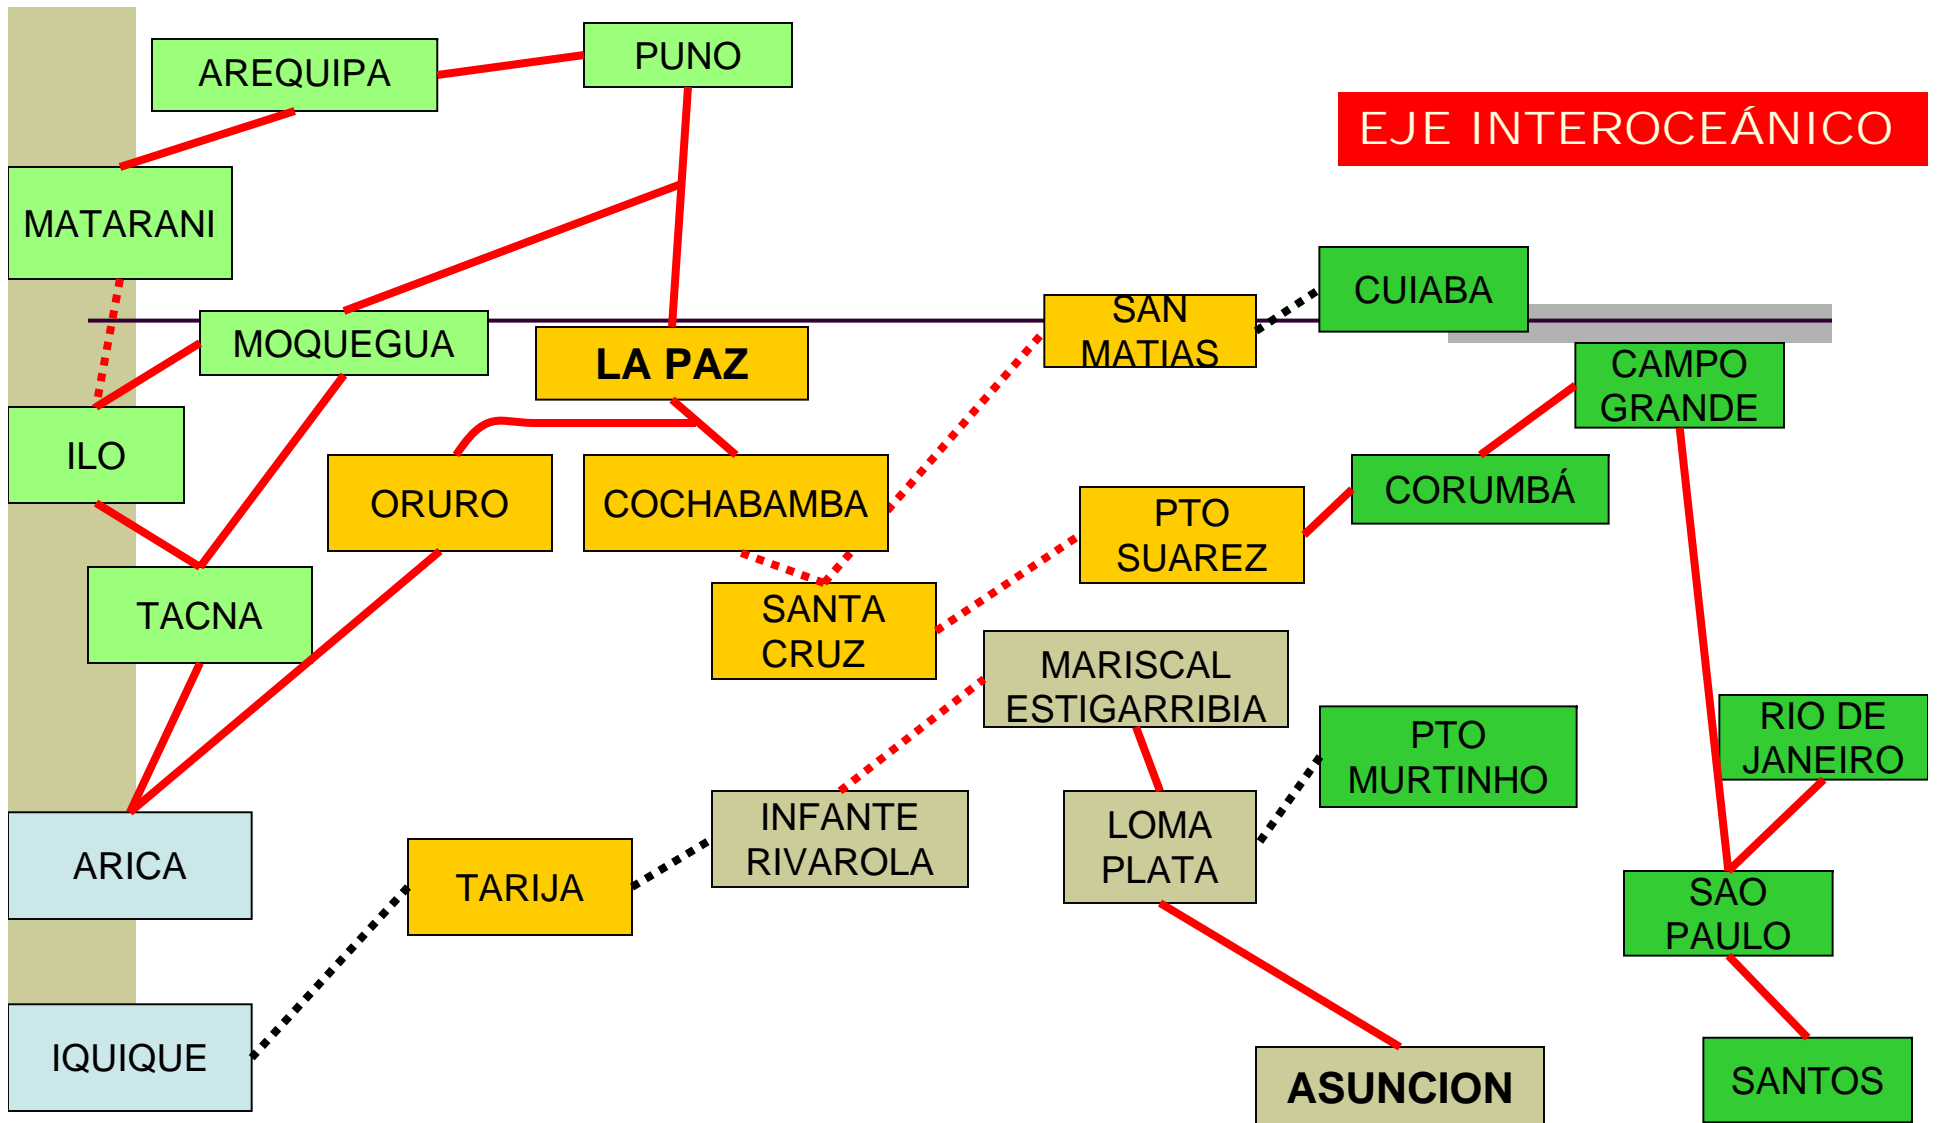 PUNO
AREQUIPA
EJE INTEROCEÁNICO
MATARANI
CUIABA
SAN
MATIAS
MOQUEGUA
LA PAZ
CAMPO
GRANDE
ILO
ORURO
COCHABAMBA
PTO
SUAREZ
CORUMBÁ
TACNA
SANTA
CRUZ
MARISCAL
ESTIGARRIBIA
PTO
MURTINHO
RIO DE
JANEIRO
ARICA
TARIJA
INFANTE
RIVAROLA
LOMA
PLATA
SAO
PAULO
IQUIQUE
ASUNCION
SANTOS